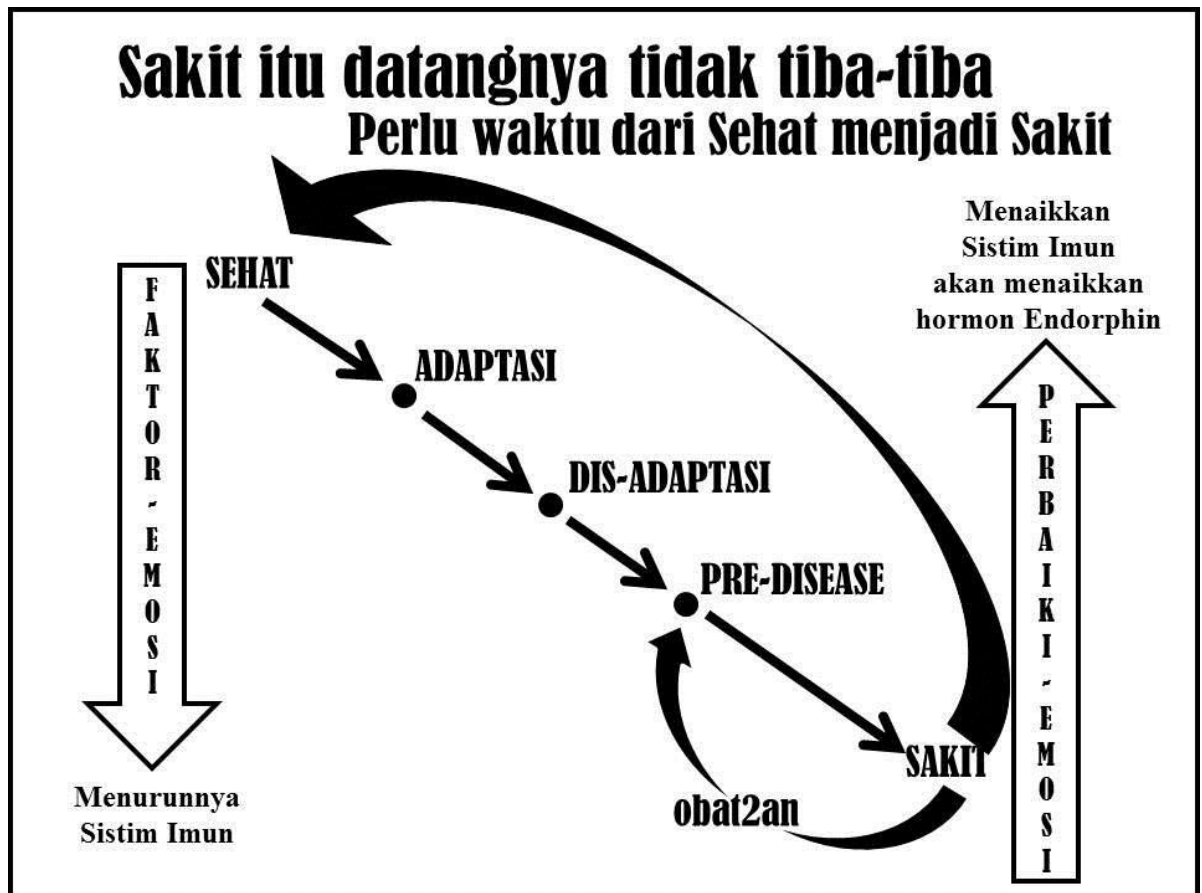 Sakit itu datangnya tidak tiba-tiba
Perlu waktu dari Sehat menjadi Sakit
Menaikkan
Sistim Imun
akan menaikkan
hormon Endorphin
SEHAT
FAKTOR-EMOSI
ADAPTASI
DIS-ADAPTASI
PRE-DISEASE
PERBAIKI-EMOSI
SAKIT
obat2an
Menurunnya
Sistim Imun